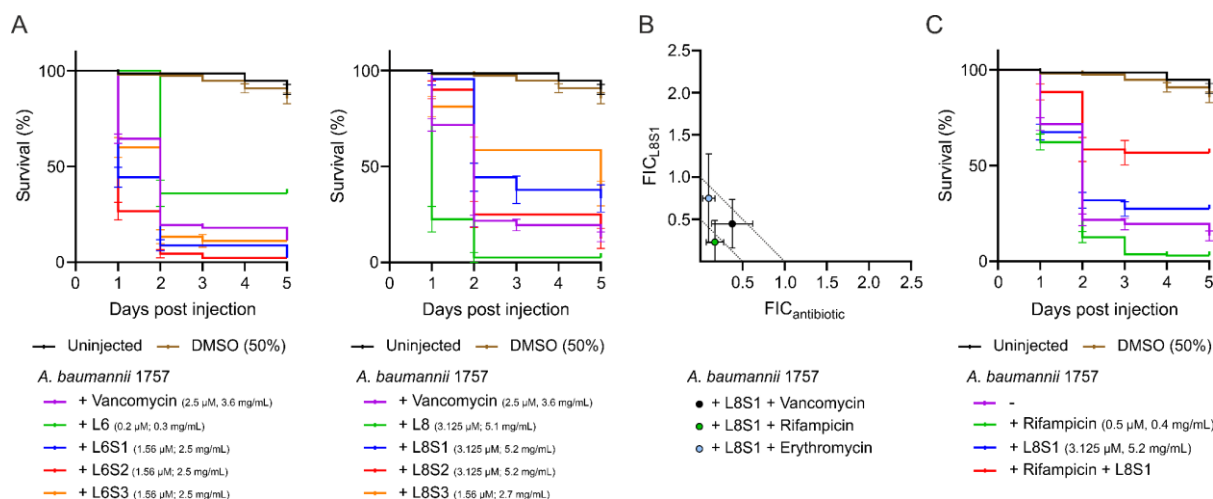 A
B
C
Survival (%)
100
50
0
0 1 2 3 4 5
Days post injection
Uninjected DMSO (50%)
A. baumannii 1757
+ Vancomycin (2.5 µM, 3.6 mg/mL)
+ L6 (0.2 µM; 0.3 mg/mL)
+ L6S1 (1.56 µM; 2.5 mg/mL)
+ L6S2 (1.56 µM; 2.5 mg/mL)
+ L6S3 (1.56 µM; 2.5 mg/mL)
Survival (%)
100
50
0
0 1 2 3 4 5
Days post injection
Uninjected DMSO (50%)
A. baumannii 1757
+ Vancomycin (2.5 µM, 3.6 mg/mL)
+ L8 (3.125 µM; 5.1 mg/mL)
+ L8S1 (3.125 µM; 5.2 mg/mL)
+ L8S2 (3.125 µM; 5.2 mg/mL)
+ L8S3 (1.56 µM; 2.7 mg/mL)
FICL8S1
2.5
2.0
1.5
1.0
0.5
0.5 1.0 1.5 2.0 2.5
FICantibiotic
A. baumannii 1757
+ L8S1 + Vancomycin
+ L8S1 + Rifampicin
+ L8S1 + Erythromycin
Survival (%)
100
50
0
0 1 2 3 4 5
Days post injection
Uninjected DMSO (50%)
A. baumannii 1757
-
+ Rifampicin (0.5 µM, 0.4 mg/mL)
+ L8S1 (3.125 µM, 5.2 mg/mL)
+ Rifampicin + L8S1